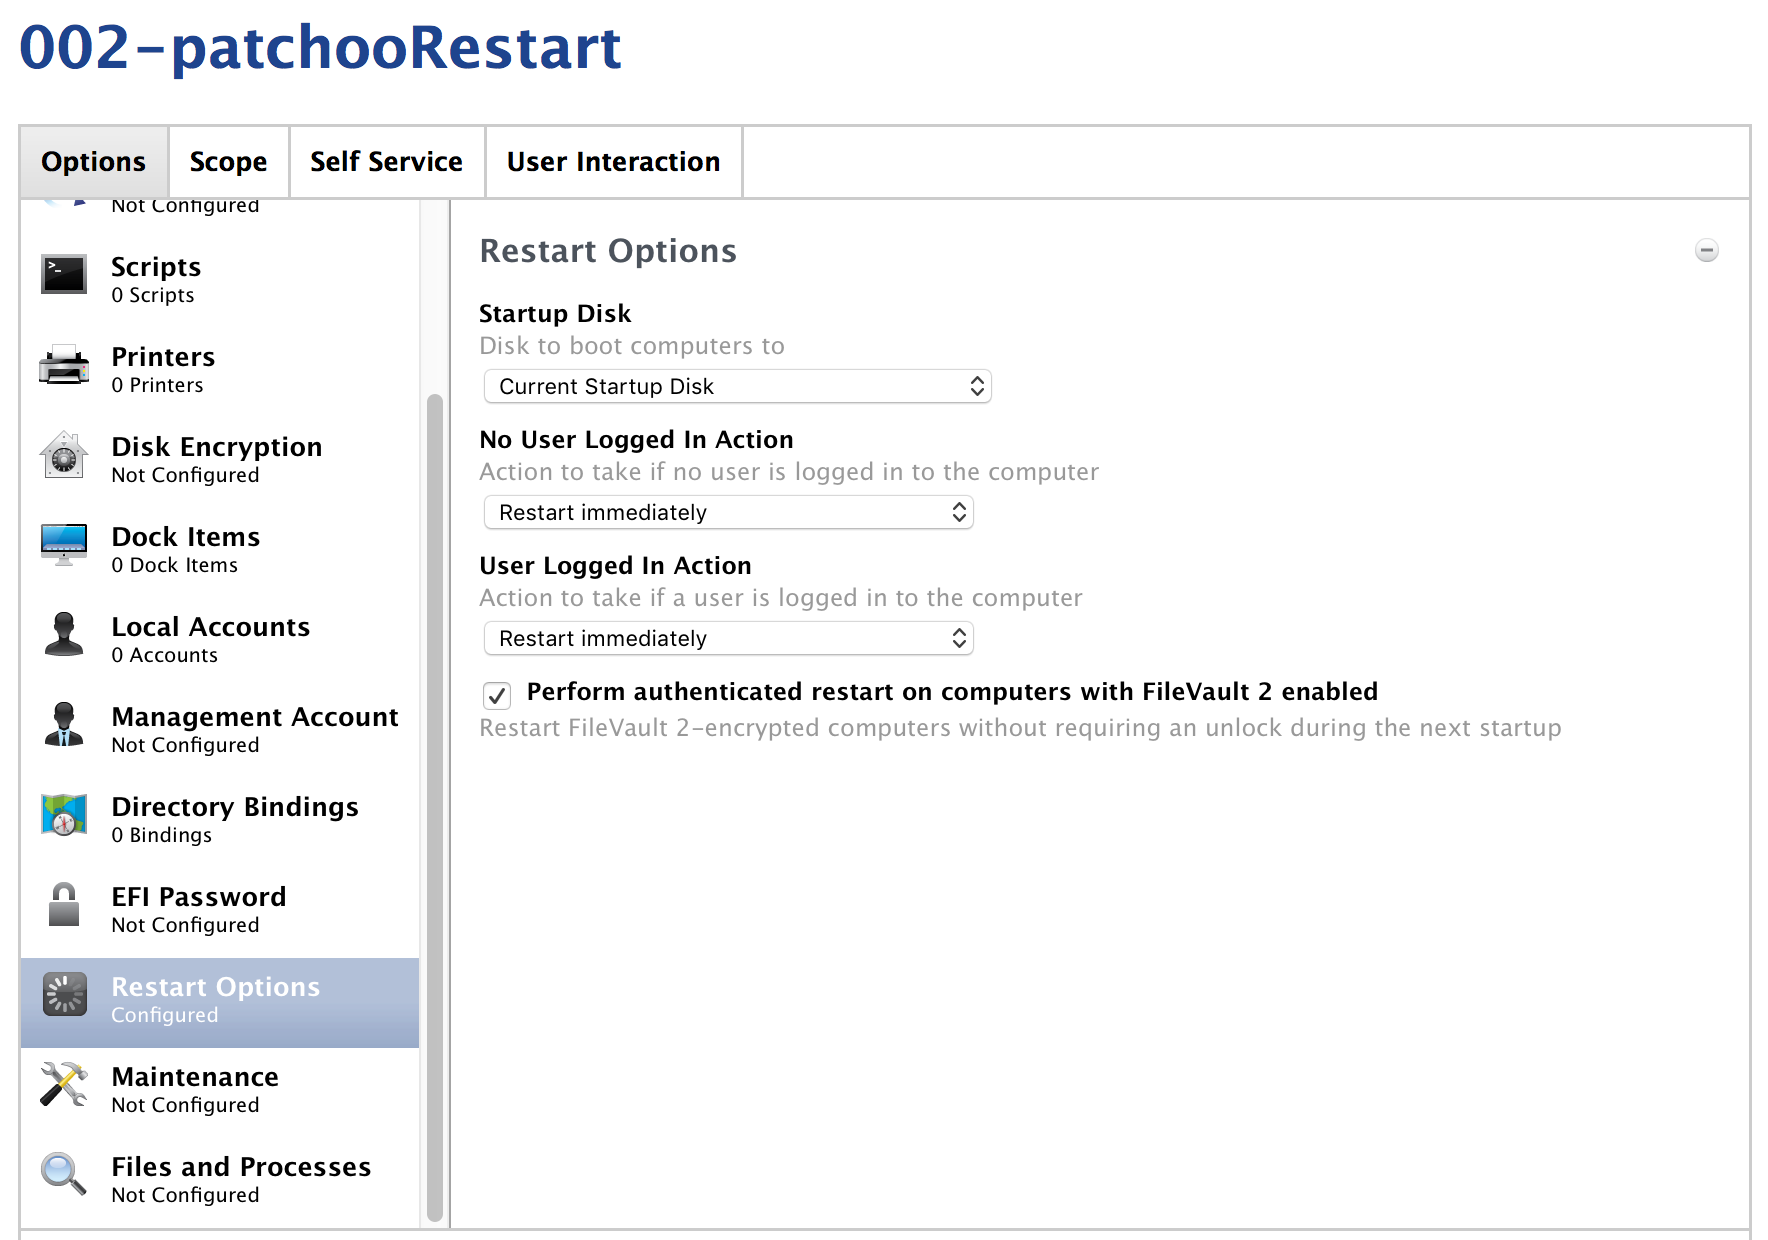 002-patchooRestart
Options
Scope
Self Service
User Interaction
Not Configured
Scripts
0 Scripts
Printers
0 Printers
Disk Encryption
Not Configured
Dock Items
0 Dock Items
Local Accounts
0 Accounts
Management Account
Not Configured
Directory Bindings
0 Bindings
EFI Password
Not Configured
Restart Options
Configured
Maintenance
Not Configured
Files and Processes
Not Configured
Restart Options
Startup Disk
Disk to boot computers to
Current Startup Disk
No User Logged In Action
Action to take if no user is logged in to the computer
Restart immediately
User Logged In Action
Action to take if a user is logged in to the computer
Restart immediately
Perform authenticated restart on computers with FileVault 2 enabled
Restart FileVault 2-encrypted computers without requiring an unlock during the next startup